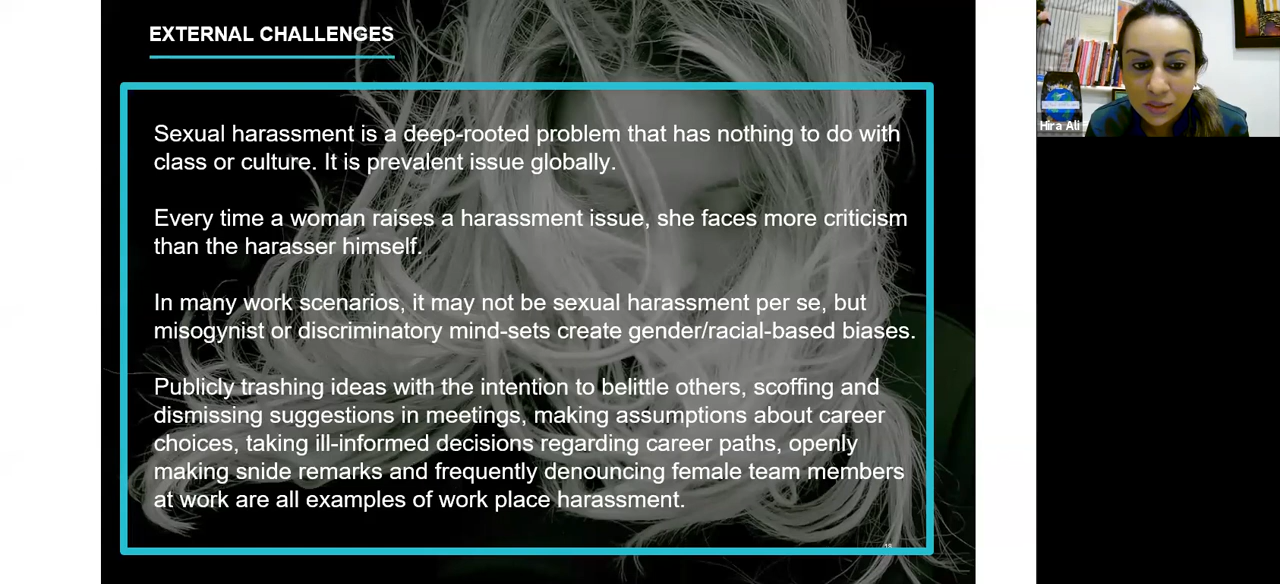 EXTERNAL CHALLENGES
Sexual harassment is a deep-rooted problem that has nothing to do with
class or culture. It is prevalent issue globally.
Every time a woman raises a harassment issue, she faces more criticism
than the harasser himself.
In many work scenarios, it may not be sexual harassment per se, but
misogynist or discriminatory mind-sets create gender/racial-based biases.
Publicly trashing ideas with the intention to belittle others, scoffing and
dismissing suggestions in meetings, making assumptions about career
choices, taking ill-informed decisions regarding career paths, openly
making snide remarks and frequently denouncing female team members
at work are all examples of work place harassment.
Hira Ali